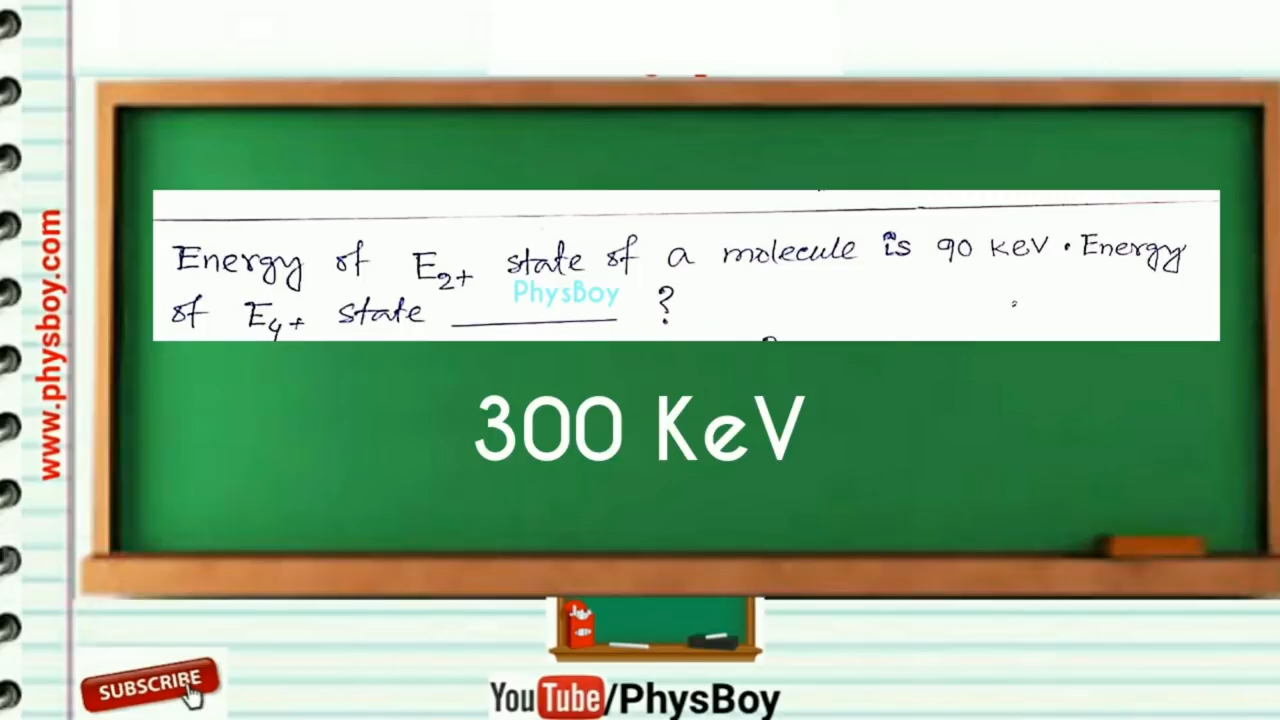 www.physboy.com
Energy of E2+ state of a molecule is 90 KeV . Energy
PhysBoy
of E4+ state ________ ?
300 KeV
SUBSCRIBE
YouTube/PhysBoy